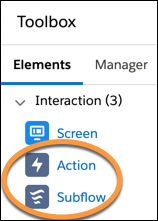 Toolbox
Elements Manager
Interaction (3)
Screen
Action
Subflow